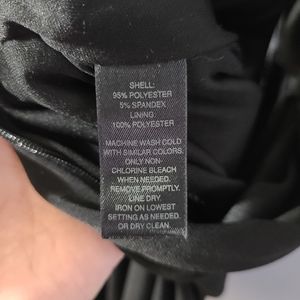 SHELL:
95% POLYESTER
5% SPANDEX
LINING
100% POLYESTER
MACHINE WASH COLD
WITH SIMILAR COLORS.
ONLY NON-
CHLORINE BLEACH
WHEN NEEDED.
REMOVE PROMPTLY.
LINE DRY.
IRON ON LOWEST
SETTING AS NEEDED.
OR DRY CLEAN.